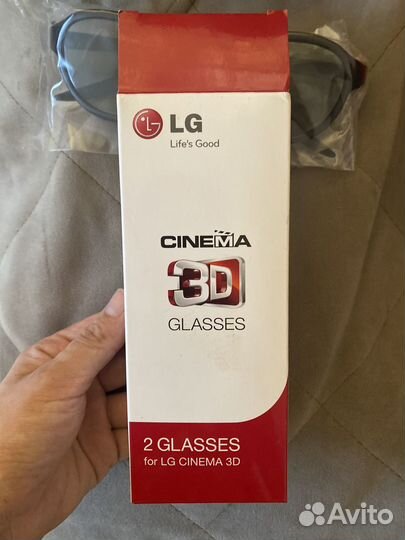 LG
Life's Good
CINEMA
3D
GLASSES
2 GLASSES
for LG CINEMA 3D
Avito